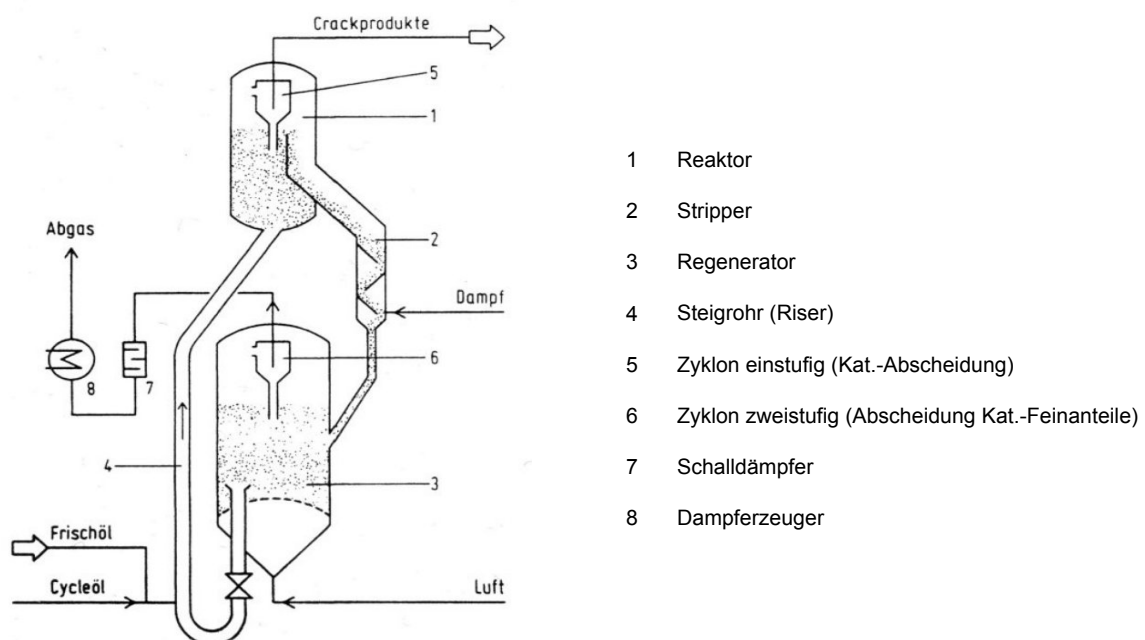 Crackprodukte
5
1
Abgas
2
Dampf
6
8
7
4
3
Frischöl
Cycleöl
Luft
1 Reaktor
2 Stripper
3 Regenerator
4 Steigrohr (Riser)
5 Zyklon einstufig (Kat.-Abscheidung)
6 Zyklon zweistufig (Abscheidung Kat.-Feinanteile)
7 Schalldämpfer
8 Dampferzeuger